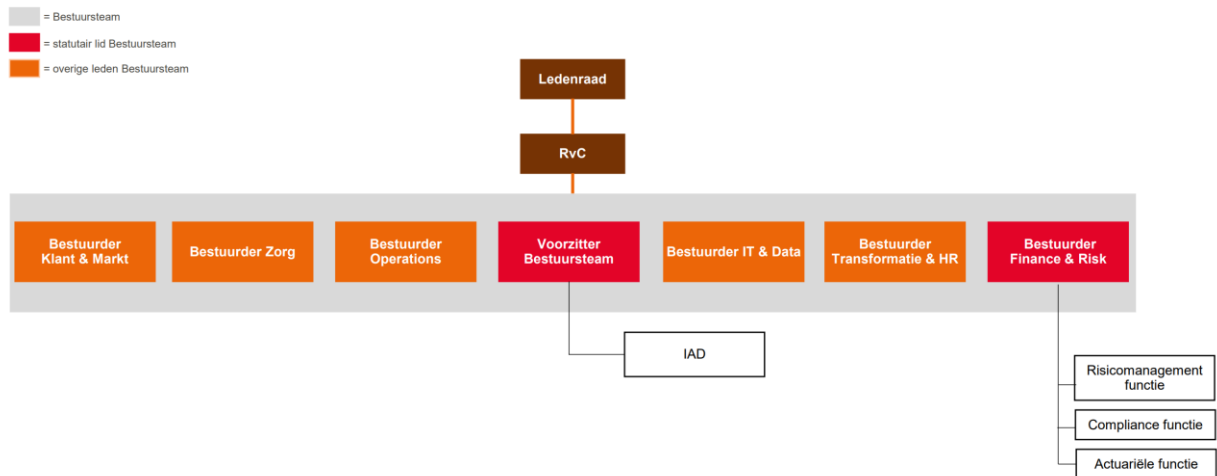 = Bestuursteam
= statutair lid Bestuursteam
= overige leden Bestuursteam
Ledenraad
RvC
Bestuurder
Klant & Markt
Bestuurder Zorg
Bestuurder
Operations
Voorzitter
Bestuursteam
Bestuurder IT & Data
Bestuurder
Transformatie & HR
Bestuurder
Finance & Risk
IAD
Risicomanagement
functie
Compliance functie
Actuariële functie